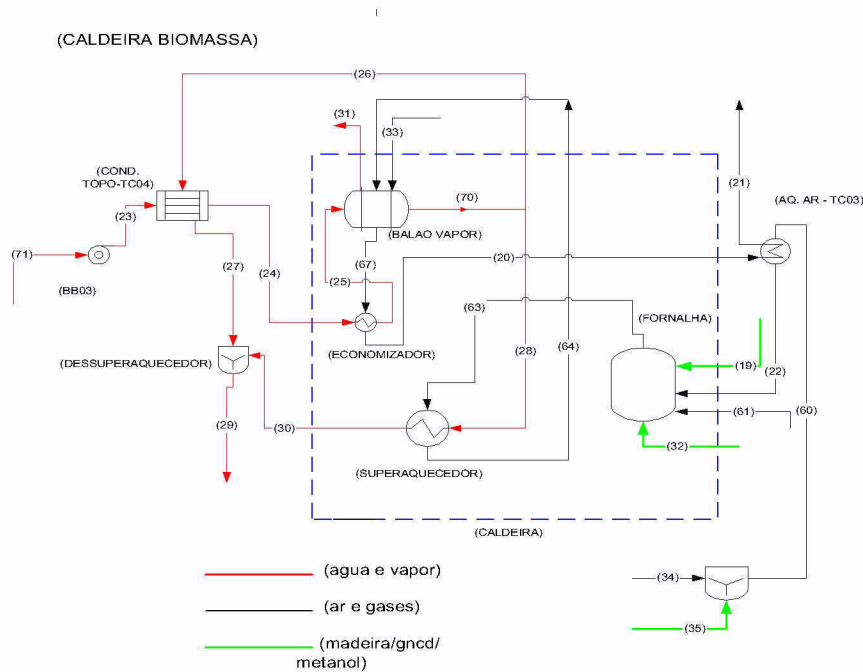 (CALDEIRA BIOMASSA)
(26)
(31)
(33)
(COND.
TOPO-TC04)
(21)
(AQ. AR - TC03)
(70)
(23)
(BALAO VAPOR)
(71)
(27)
(24)
(25)
(67)
(20)
(BB03)
(63)
(FORNALHA)
(ECONOMIZADOR)
(28)
(64)
(19)
(22)
(DESSUPERAQUECEDOR)
(61)
(60)
(29)
(30)
(32)
(SUPERAQUECEDOR)
(CALDEIRA)
(agua e vapor)
(34)
(ar e gases)
(35)
(madeira/gncd/
metanol)